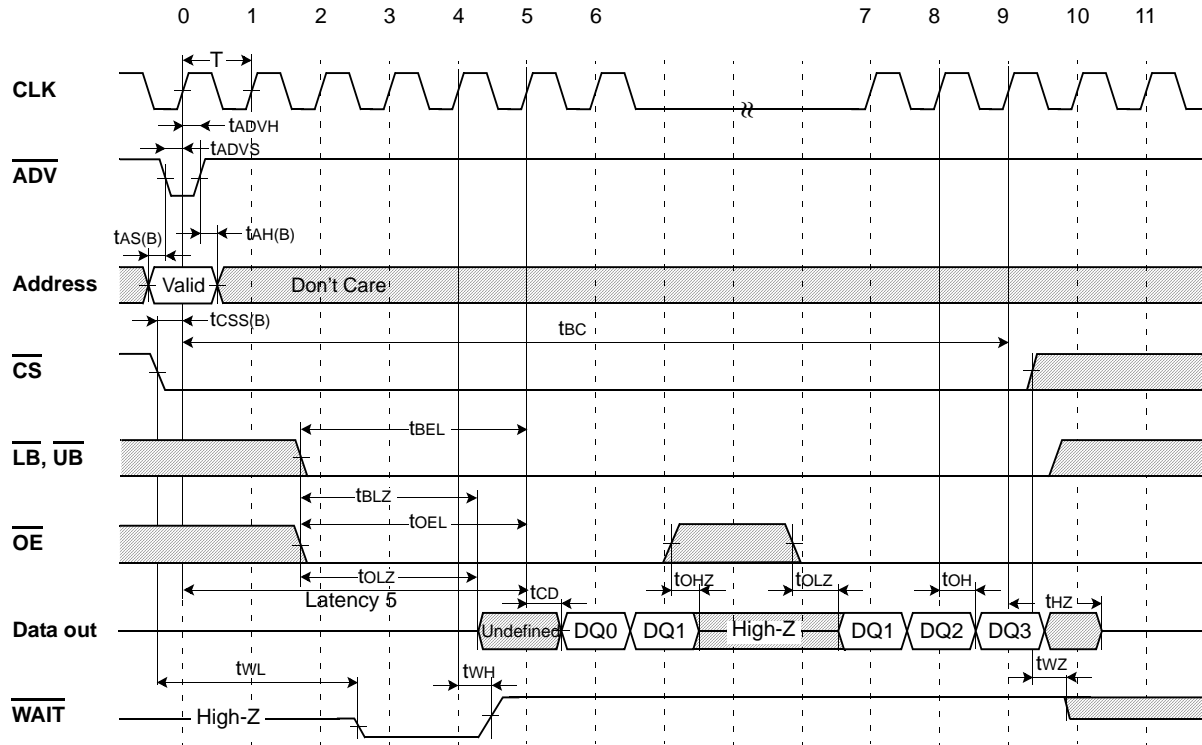 0 1 2 3 4 5 6 7 8 9 10 11
T
CLK
tADVH
tADVS
ADV
tAS(B) tAH(B)
Address Valid Don't Care
tCSS(B)
tBC
CS
tBEL
LB, UB
tBLZ
tOEL
OE
tOLZ tOHZ tOLZ tOH
Latency 5 tCD tHZ
Data out Undefined DQ0 DQ1 High-Z DQ1 DQ2 DQ3
tWL tWH tWZ
WAIT High-Z